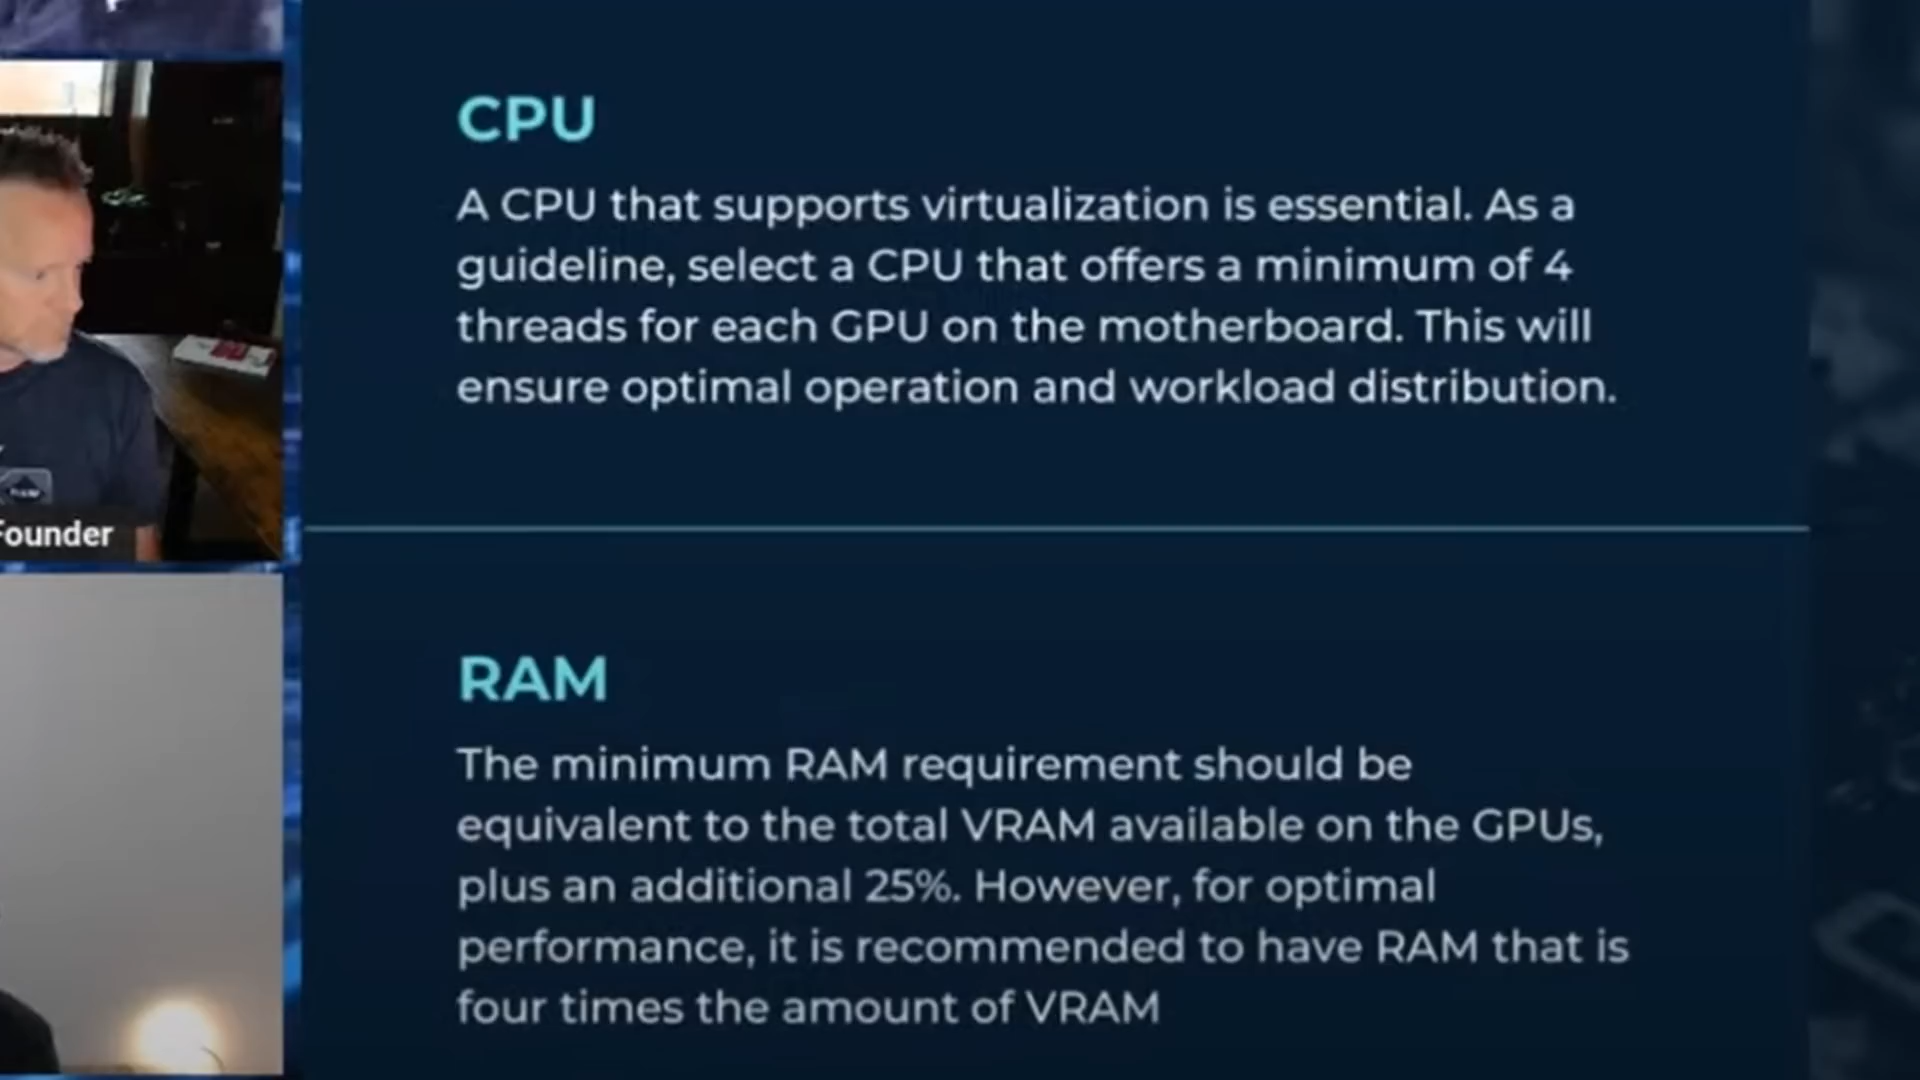 CPU
A CPU that supports virtualization is essential. As a
guideline, select a CPU that offers a minimum of 4
threads for each GPU on the motherboard. This will
ensure optimal operation and workload distribution.
Founder
RAM
The minimum RAM requirement should be
equivalent to the total VRAM available on the GPUs,
plus an additional 25%. However, for optimal
performance, it is recommended to have RAM that is
four times the amount of VRAM